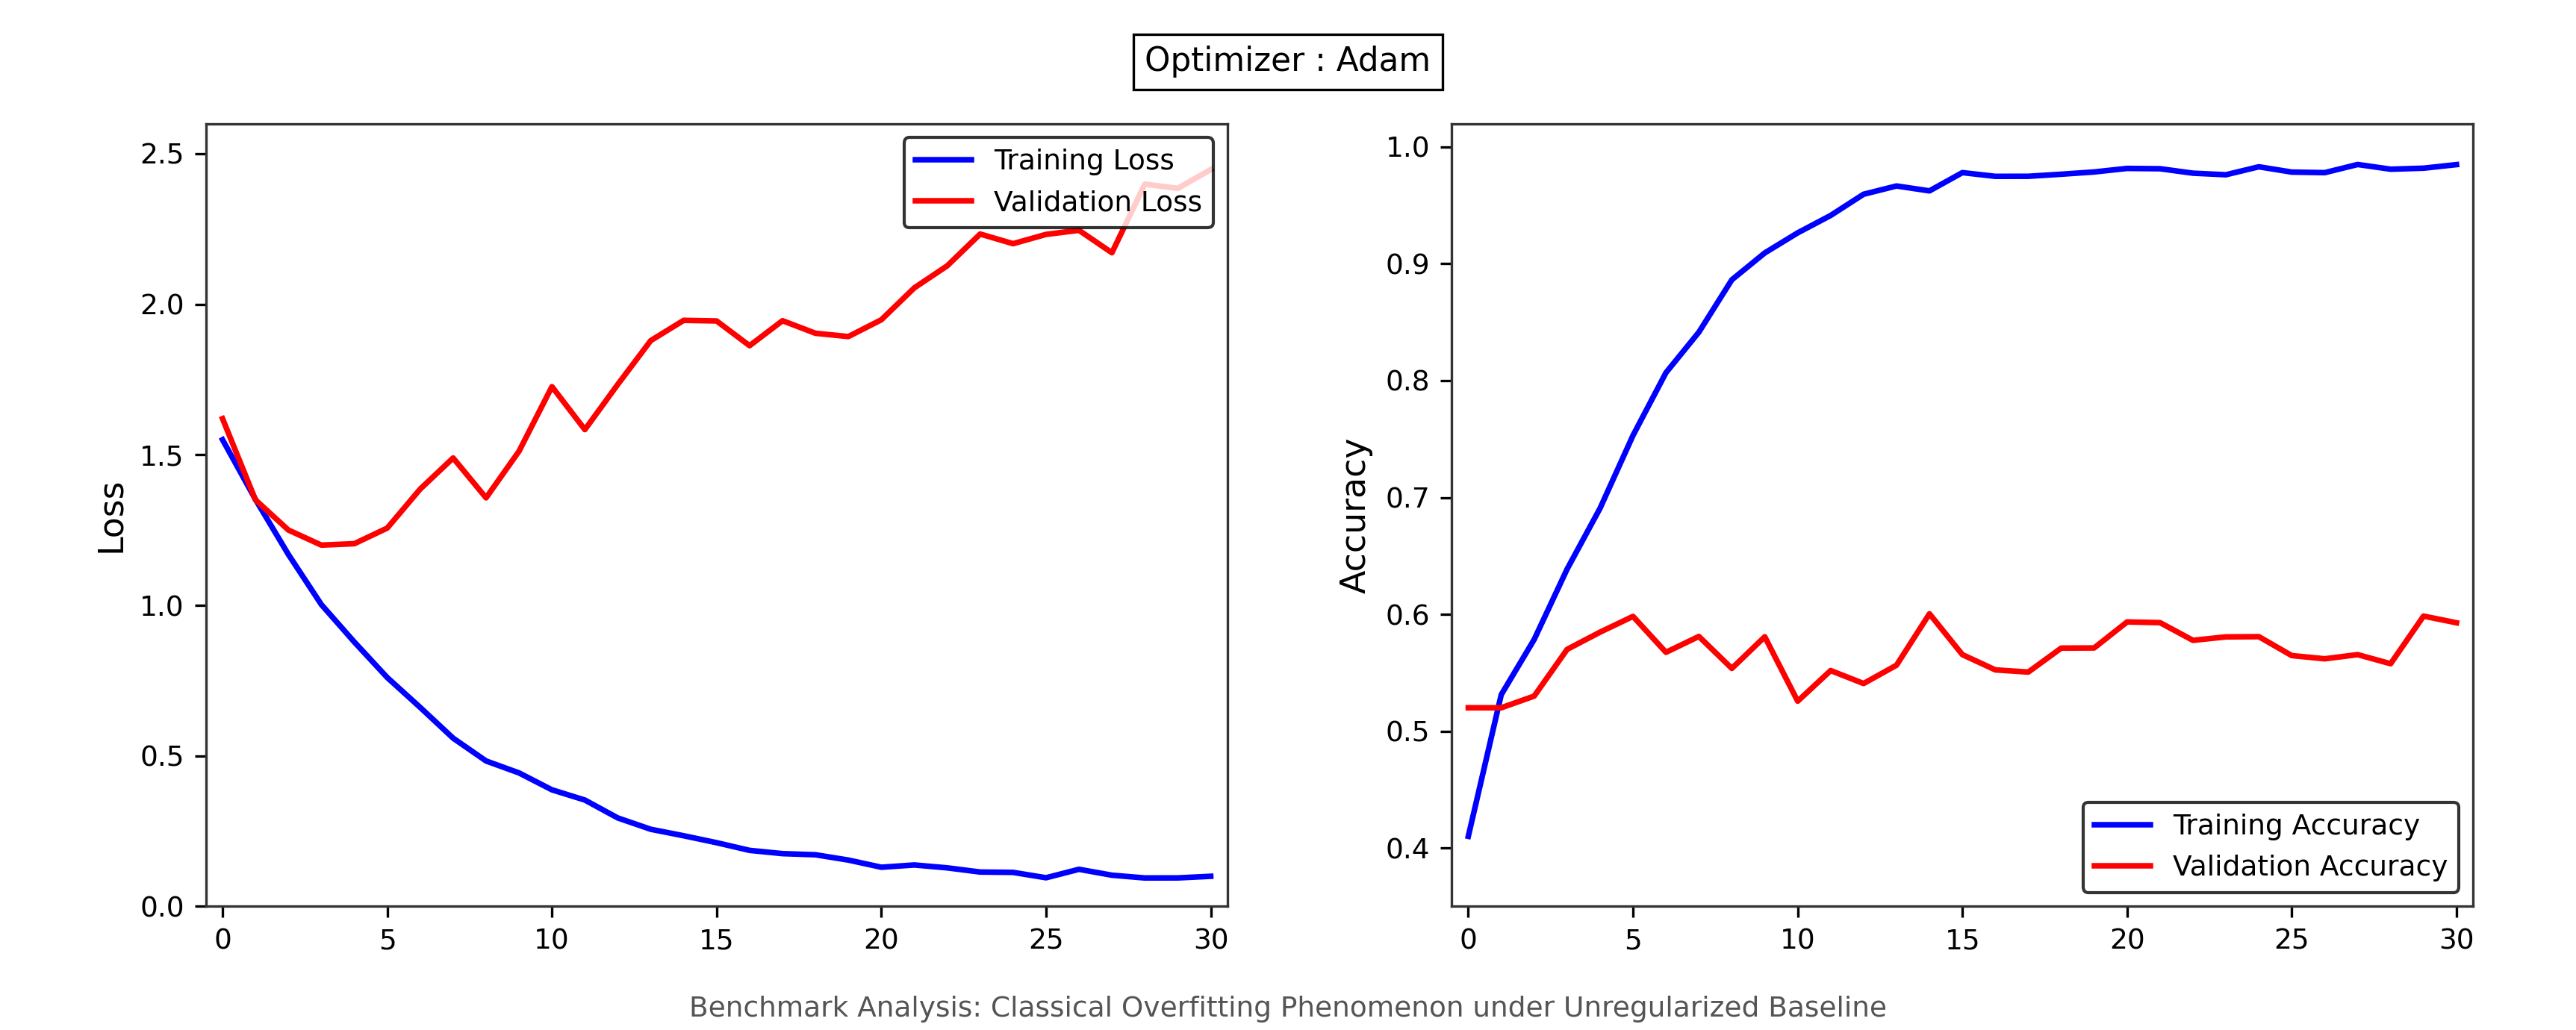 Optimizer : Adam
Training Loss
Validation Loss
2.5
2.0
1.5
1.0
0.5
0.0
Loss
0 5 10 15 20 25 30
1.0
0.9
0.8
0.7
0.6
0.5
0.4
Accuracy
Training Accuracy
Validation Accuracy
0 5 10 15 20 25 30
Benchmark Analysis: Classical Overfitting Phenomenon under Unregularized Baseline